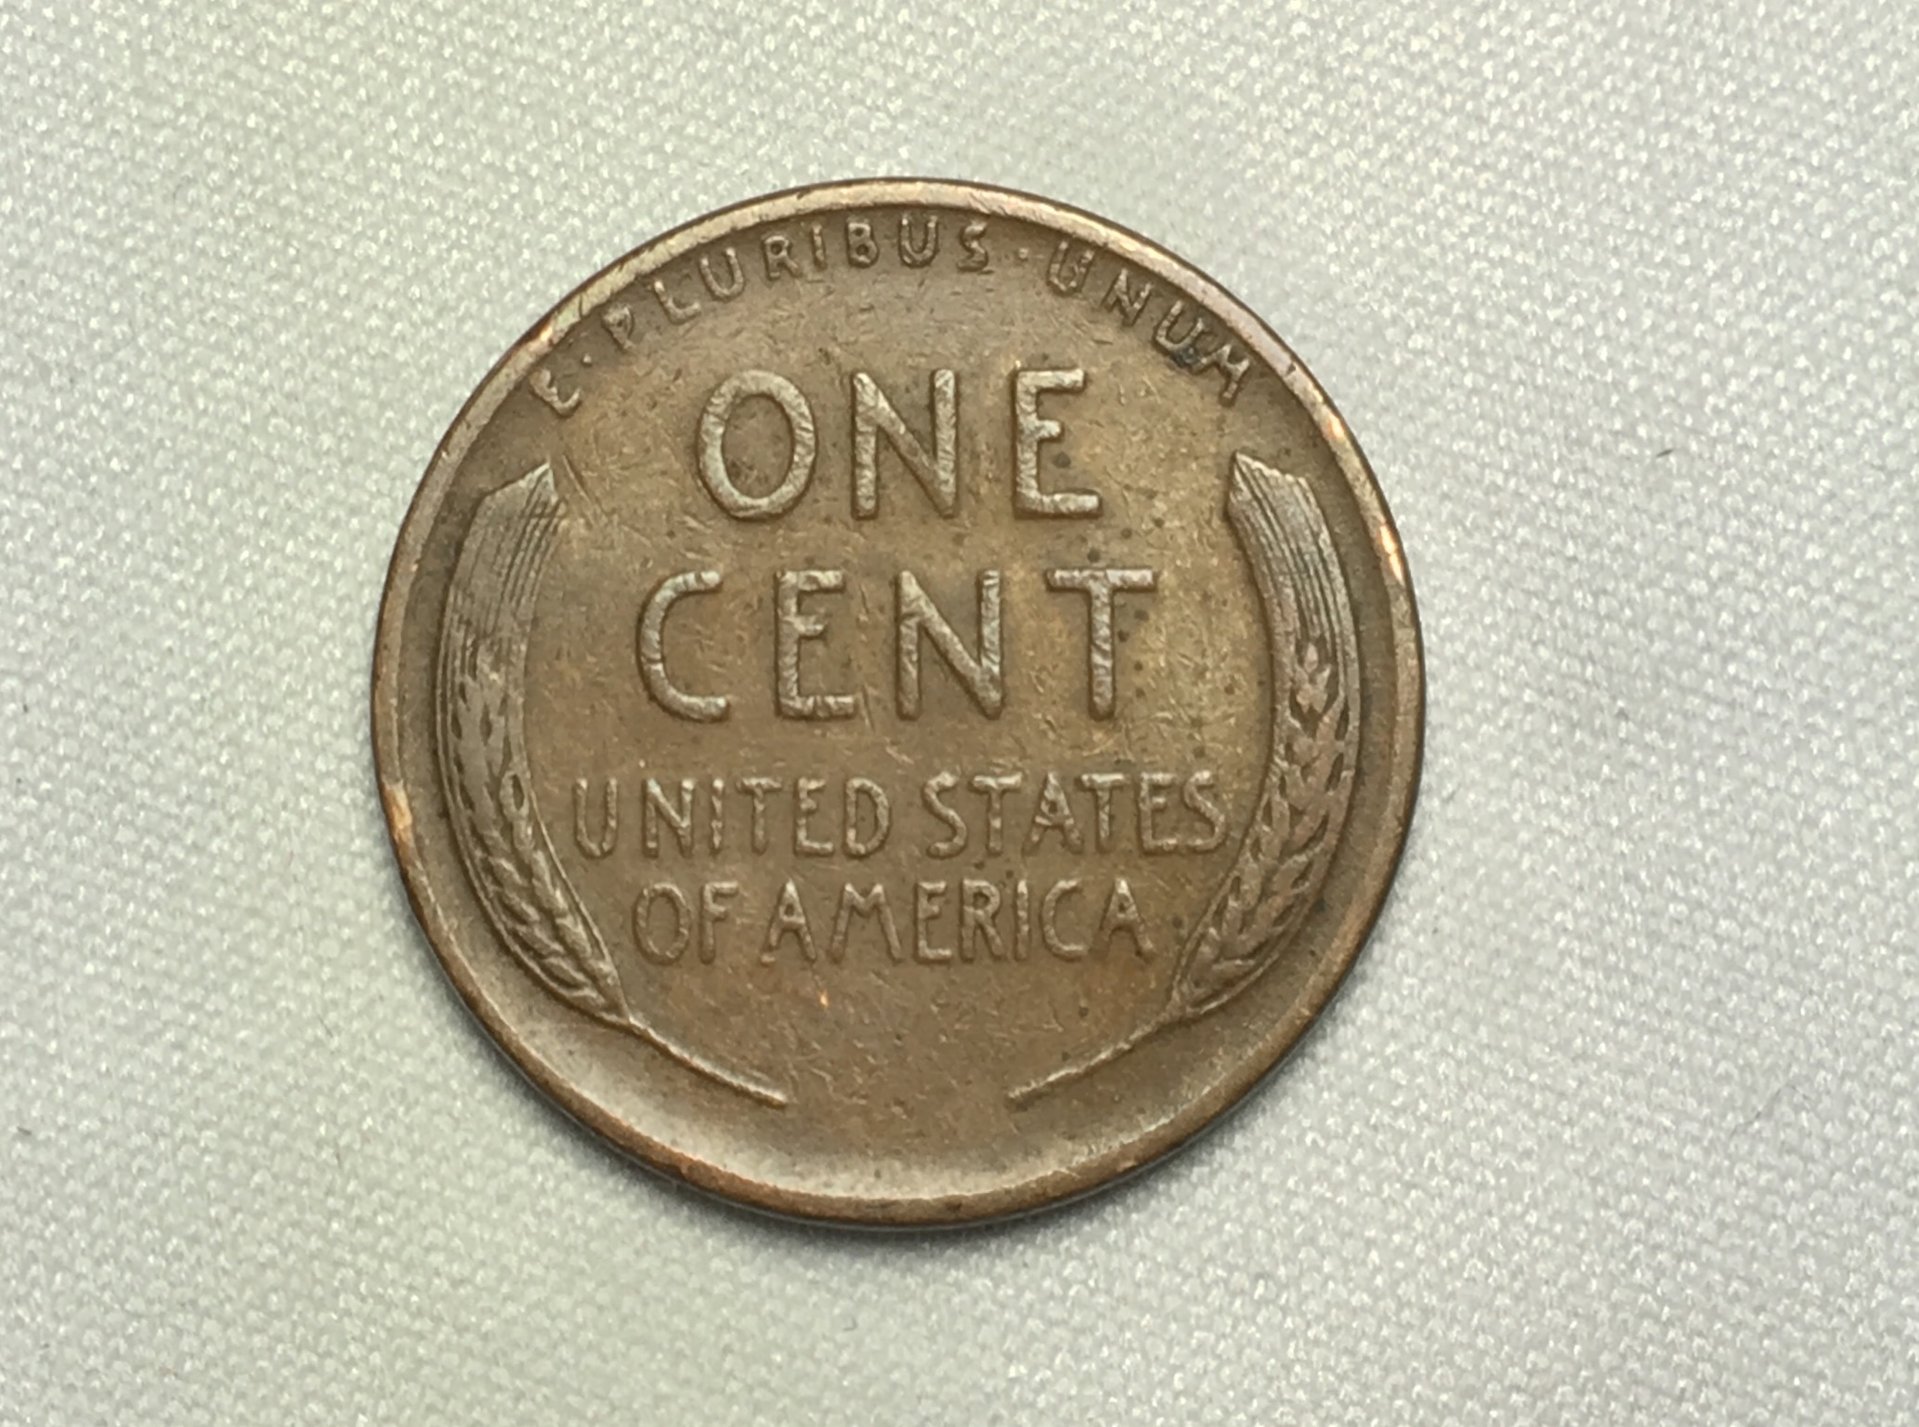 E·PLURIBUS·UNUM
ONE
CENT
UNITED STATES
OF AMERICA